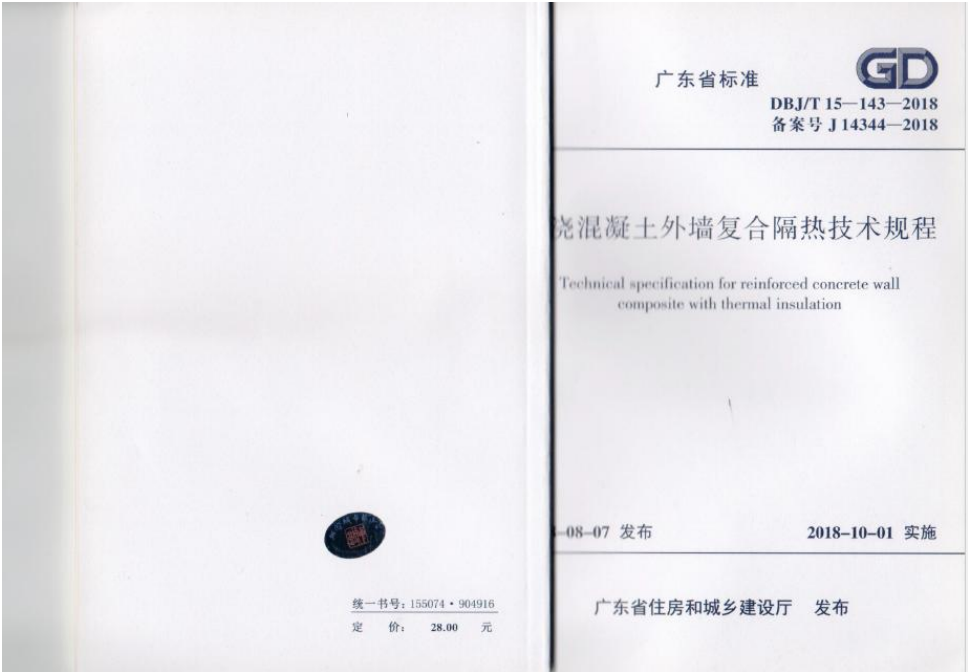 统一书号：155074·904916
定 价： 28.00 元
GD
广东省标准
DBJ/T 15—143—2018
备案号 J 14344—2018
浇混凝土外墙复合隔热技术规程
Technical specification for reinforced concrete wall
composite with thermal insulation
-08-07 发布 2018-10-01 实施
广东省住房和城乡建设厅 发布